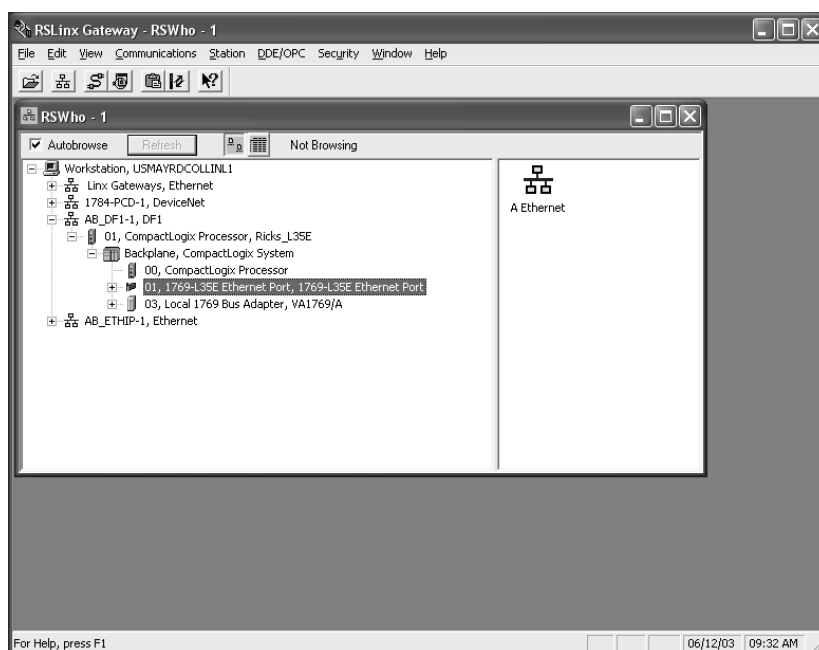 RSLinx Gateway - RSWho - 1
File Edit View Communications Station DDE/OPC Security Window Help
RSWho - 1
Autobrowse Refresh Not Browsing
Workstation, USMAYRDCOLLINL1
Linx Gateways, Ethernet
1784-PCD-1, DeviceNet
AB_DF1-1, DF1
01, CompactLogix Processor, Ricks_L35E
Backplane, CompactLogix System
00, CompactLogix Processor
01, 1769-L35E Ethernet Port, 1769-L35E Ethernet Port
03, Local 1769 Bus Adapter, VA1769/A
AB_ETHIP-1, Ethernet
A Ethernet
For Help, press F1 06/12/03 09:32 AM